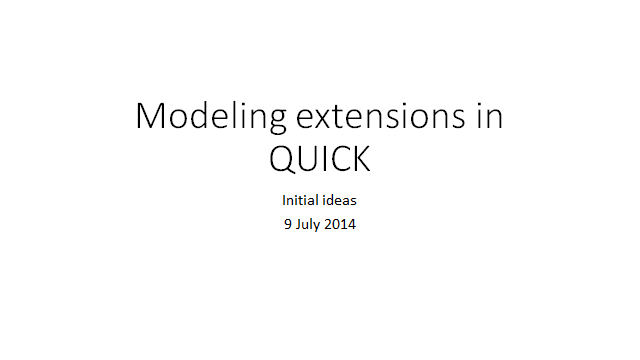 Modeling extensions in
QUICK
Initial ideas
9 July 2014